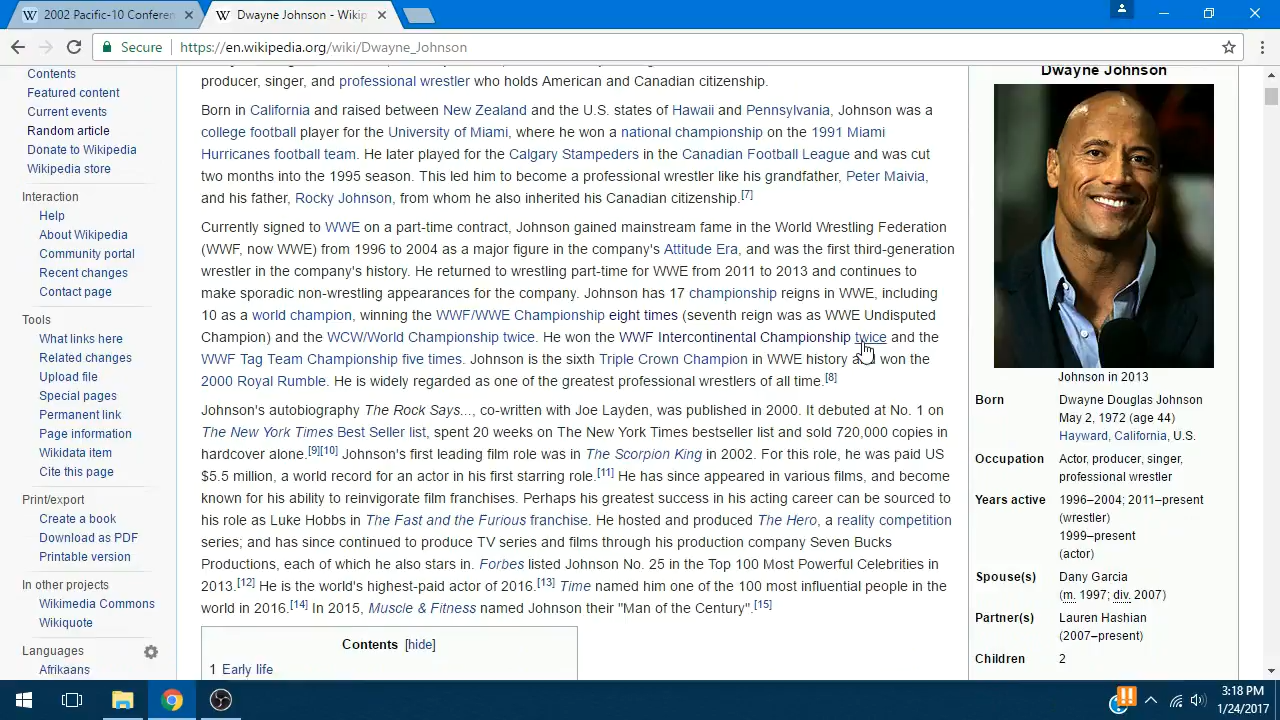 2002 Pacific-10 Conferen
Dwayne Johnson - Wikip
Secure
https://en.wikipedia.org/wiki/Dwayne_Johnson
Contents
Featured content
Current events
Random article
Donate to Wikipedia
Wikipedia store
Interaction
Help
About Wikipedia
Community portal
Recent changes
Contact page
Tools
What links here
Related changes
Upload file
Special pages
Permanent link
Page information
Wikidata item
Cite this page
Print/export
Create a book
Download as PDF
Printable version
In other projects
Wikimedia Commons
Wikiquote
Languages
Afrikaans
producer, singer, and professional wrestler who holds American and Canadian citizenship.
Born in California and raised between New Zealand and the U.S. states of Hawaii and Pennsylvania, Johnson was a
college football player for the University of Miami, where he won a national championship on the 1991 Miami
Hurricanes football team. He later played for the Calgary Stampeders in the Canadian Football League and was cut
two months into the 1995 season. This led him to become a professional wrestler like his grandfather, Peter Maivia,
and his father, Rocky Johnson, from whom he also inherited his Canadian citizenship.[7]
Currently signed to WWE on a part-time contract, Johnson gained mainstream fame in the World Wrestling Federation
(WWF, now WWE) from 1996 to 2004 as a major figure in the company's Attitude Era, and was the first third-generation
wrestler in the company's history. He returned to wrestling part-time for WWE from 2011 to 2013 and continues to
make sporadic non-wrestling appearances for the company. Johnson has 17 championship reigns in WWE, including
10 as a world champion, winning the WWF/WWE Championship eight times (seventh reign was as WWE Undisputed
Champion) and the WCW/World Championship twice. He won the WWF Intercontinental Championship twice and the
WWF Tag Team Championship five times. Johnson is the sixth Triple Crown Champion in WWE history and won the
2000 Royal Rumble. He is widely regarded as one of the greatest professional wrestlers of all time.[8]
Johnson's autobiography The Rock Says..., co-written with Joe Layden, was published in 2000. It debuted at No. 1 on
The New York Times Best Seller list, spent 20 weeks on The New York Times bestseller list and sold 720,000 copies in
hardcover alone.[9][10] Johnson's first leading film role was in The Scorpion King in 2002. For this role, he was paid US
$5.5 million, a world record for an actor in his first starring role.[11] He has since appeared in various films, and become
known for his ability to reinvigorate film franchises. Perhaps his greatest success in his acting career can be sourced to
his role as Luke Hobbs in The Fast and the Furious franchise. He hosted and produced The Hero, a reality competition
series; and has since continued to produce TV series and films through his production company Seven Bucks
Productions, each of which he also stars in. Forbes listed Johnson No. 25 in the Top 100 Most Powerful Celebrities in
2013.[12] He is the world's highest-paid actor of 2016.[13] Time named him one of the 100 most influential people in the
world in 2016.[14] In 2015, Muscle & Fitness named Johnson their "Man of the Century".[15]
Contents [hide]
1 Early life
Dwayne Johnson
Johnson in 2013
Born Dwayne Douglas Johnson
May 2, 1972 (age 44)
Hayward, California, U.S.
Occupation Actor, producer, singer,
professional wrestler
Years active 1996–2004; 2011–present
(wrestler)
1999–present
(actor)
Spouse(s) Dany Garcia
(m. 1997; div. 2007)
Partner(s) Lauren Hashian
(2007–present)
Children 2
3:18 PM
1/24/2017